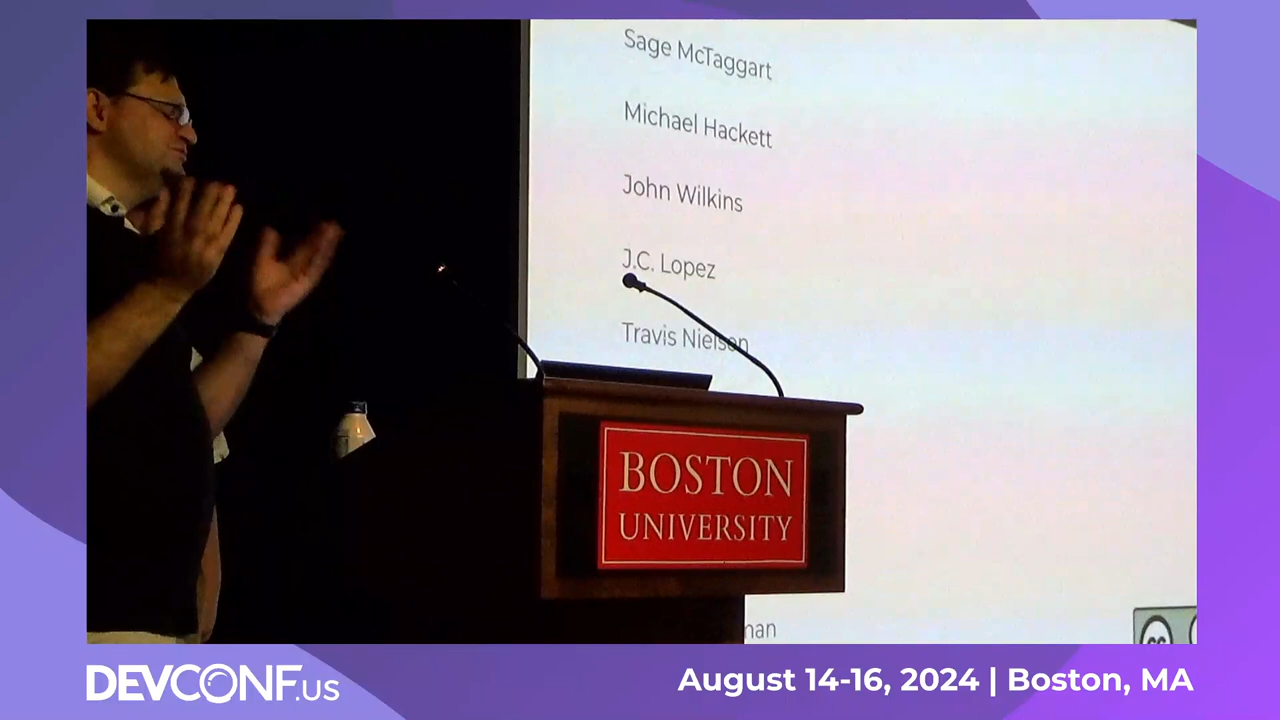 Sage McTaggart
Michael Hackett
John Wilkins
J.C. Lopez
Travis Nielsen
BOSTON
UNIVERSITY
DEVCONF.US
August 14-16, 2024 | Boston, MA